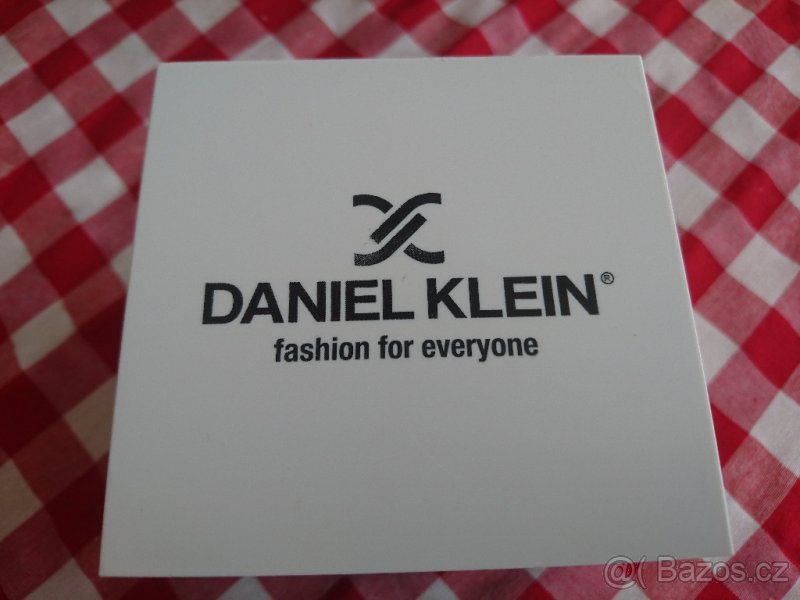 DANIEL KLEIN®
fashion for everyone
@( Bazos.cz